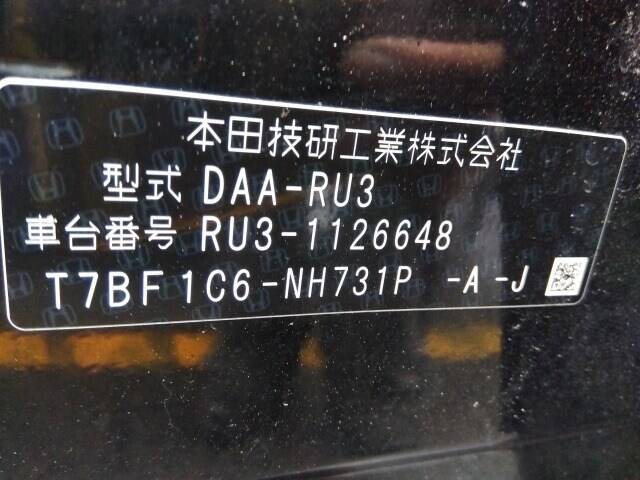 本田技研工業株式会社
型式 DAA-RU3
車台番号 RU3-1126648
T7BF1C6-NH731P -A -J